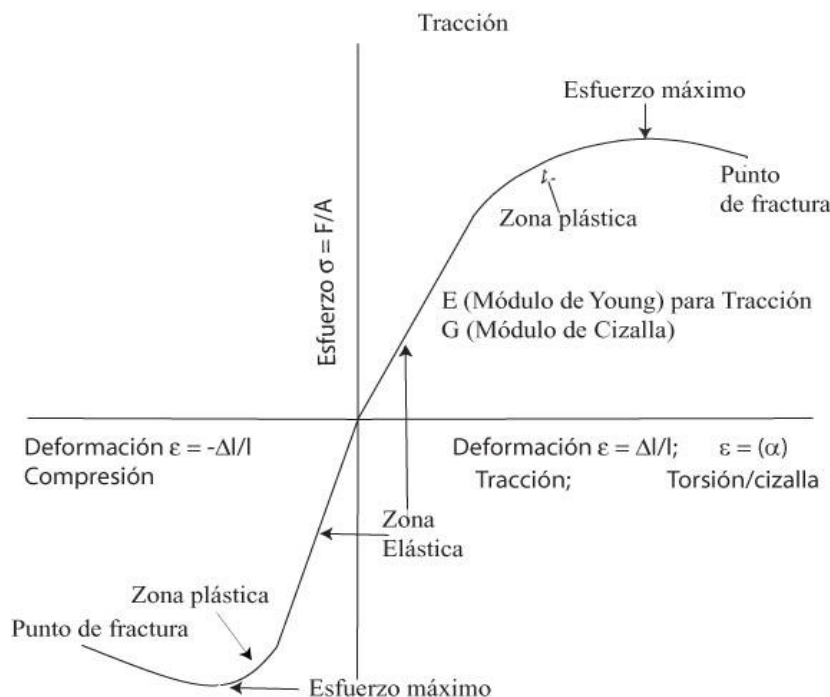 Tracción
Esfuerzo máximo
Punto
de fractura
Zona plástica
Esfuerzo σ = F/A
E (Módulo de Young) para Tracción
G (Módulo de Cizalla)
Deformación ε = -Δl/l
Compresión
Deformación ε = Δl/l; ε = (α)
Tracción; Torsión/cizalla
Zona
Elástica
Zona plástica
Punto de fractura
Esfuerzo máximo